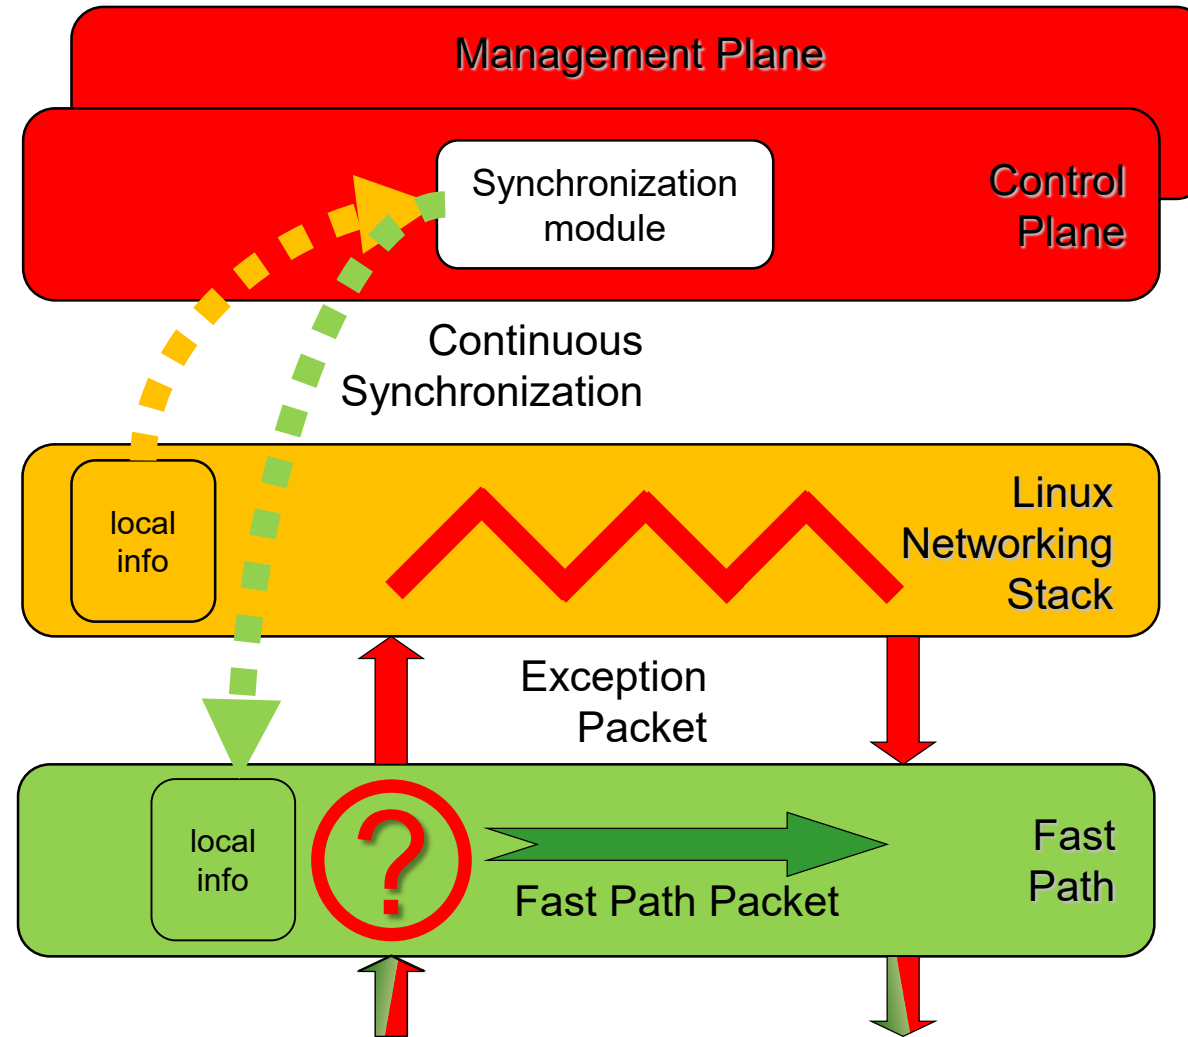 Management Plane
Synchronization
module
Control
Plane
Continuous
Synchronization
local
info
Linux
Networking
Stack
Exception
Packet
local
info
?
Fast Path Packet
Fast
Path